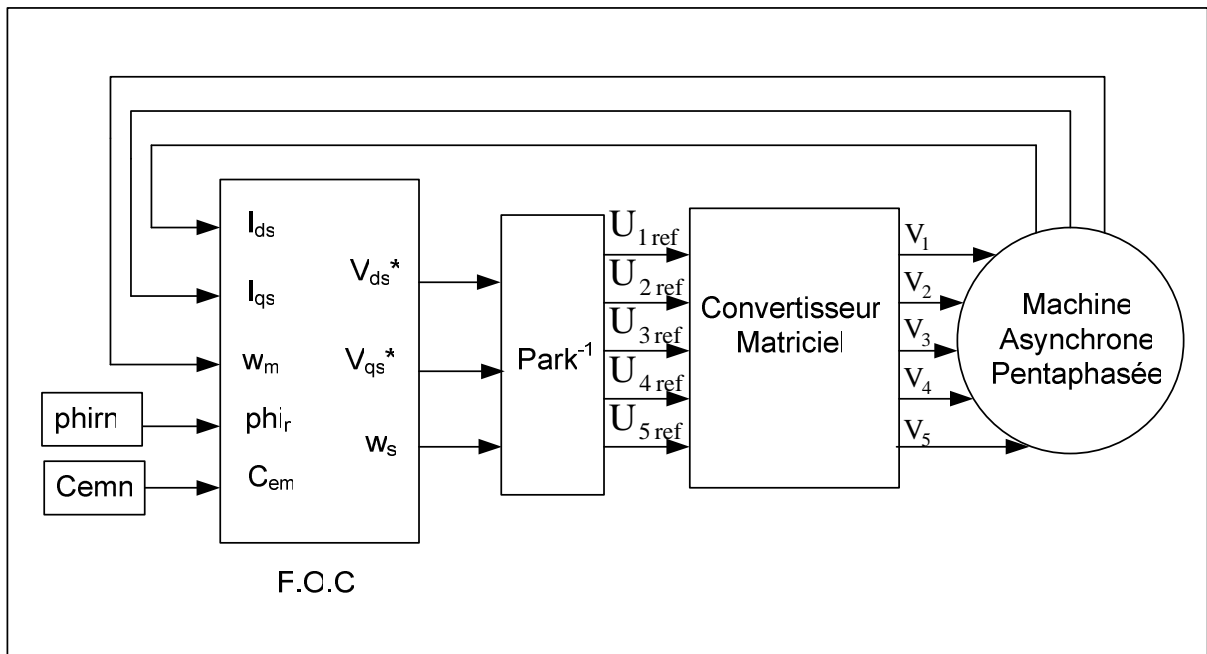 I_ds
I_qs
w_m
phi_r
C_em
V_ds*
V_qs*
w_s
phirn
Cemn
F.O.C
Park⁻¹
U_1 ref
U_2 ref
U_3 ref
U_4 ref
U_5 ref
Convertisseur
Matriciel
V_1
V_2
V_3
V_4
V_5
Machine
Asynchrone
Pentaphasée